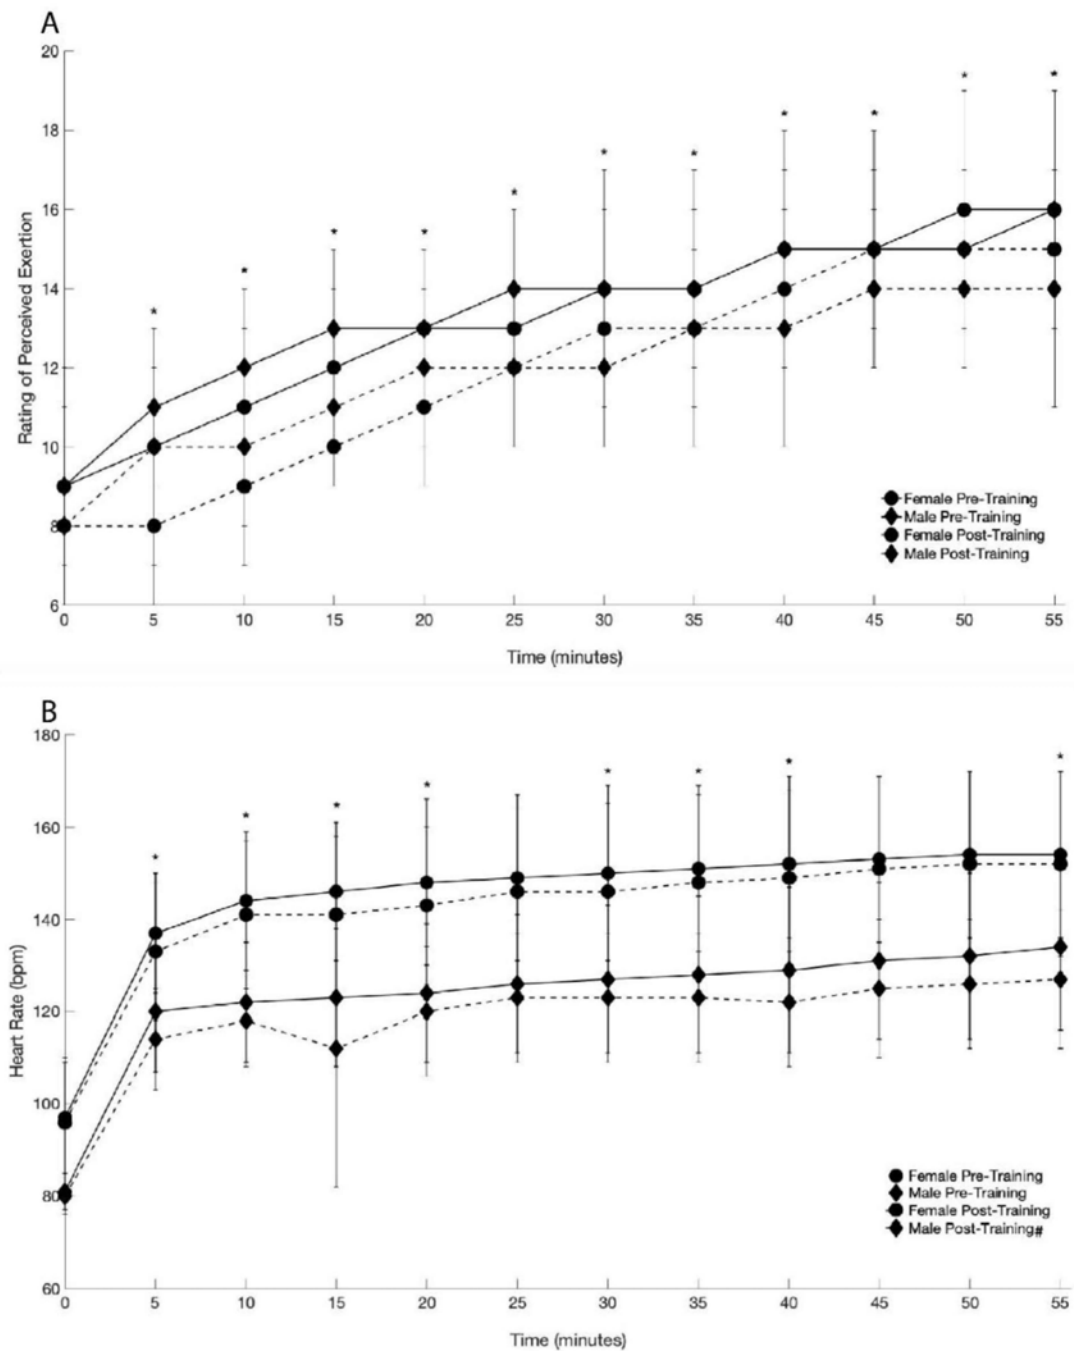 A
20
18
16
14
12
10
8
6
Rating of Perceived Exertion
* * * * * * * * * * *
Female Pre-Training
Male Pre-Training
Female Post-Training
Male Post-Training
0 5 10 15 20 25 30 35 40 45 50 55
Time (minutes)
B
180
160
140
120
100
80
60
Heart Rate (bpm)
* * * * * * * *
Female Pre-Training
Male Pre-Training
Female Post-Training
Male Post-Training#
0 5 10 15 20 25 30 35 40 45 50 55
Time (minutes)